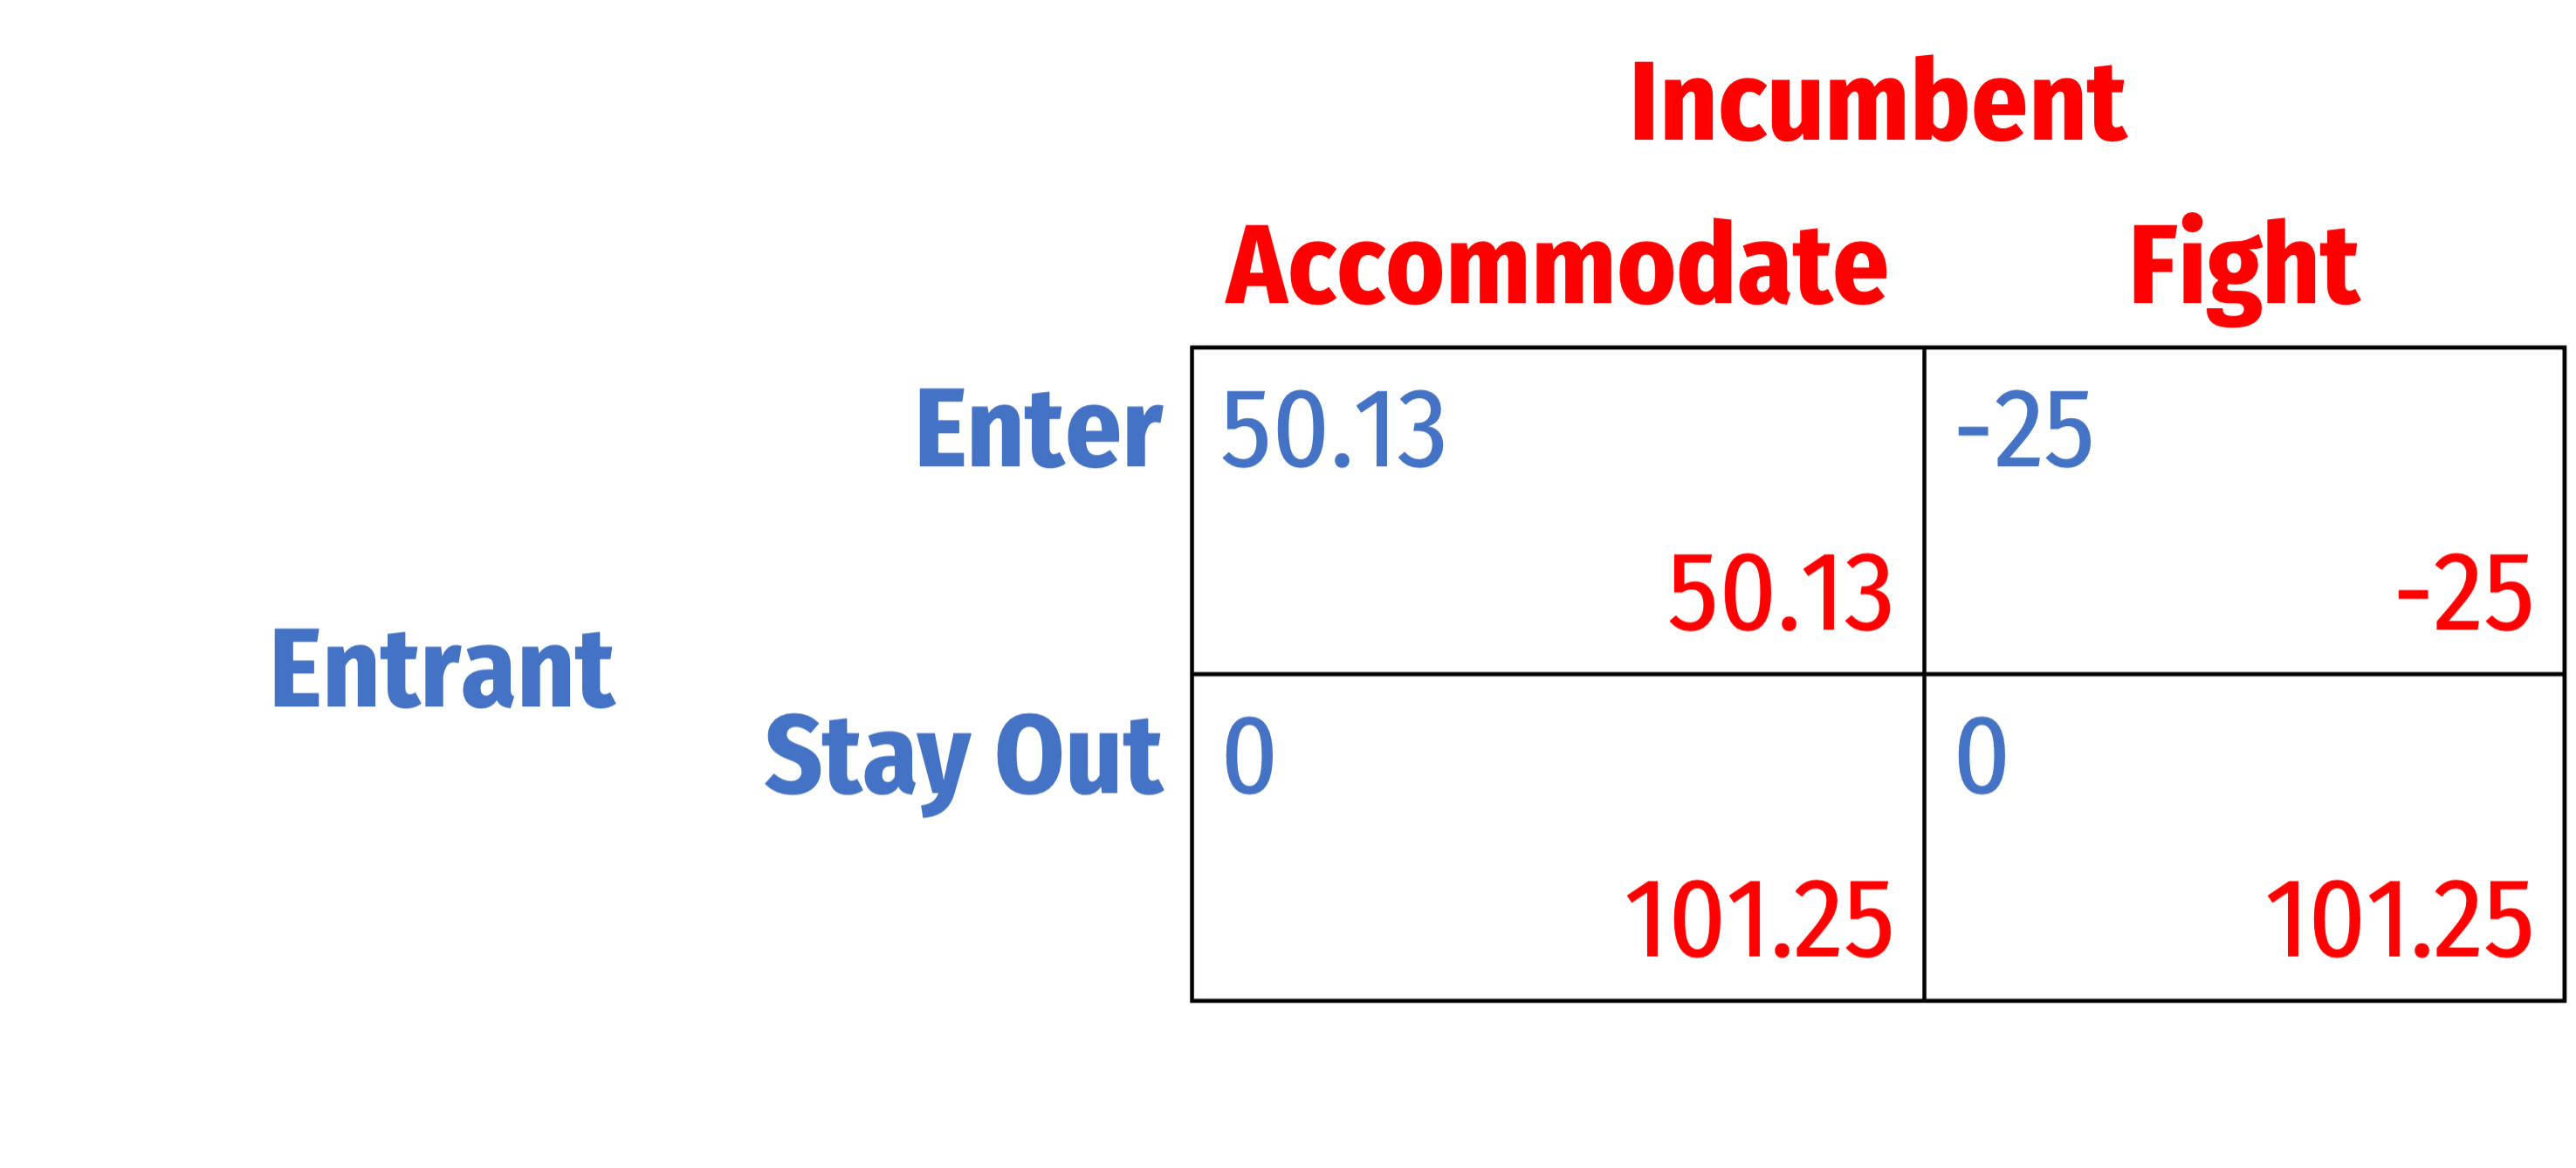 Incumbent
Accommodate Fight
Enter 50.13 -25
50.13 -25
Entrant
Stay Out 0 0
101.25 101.25